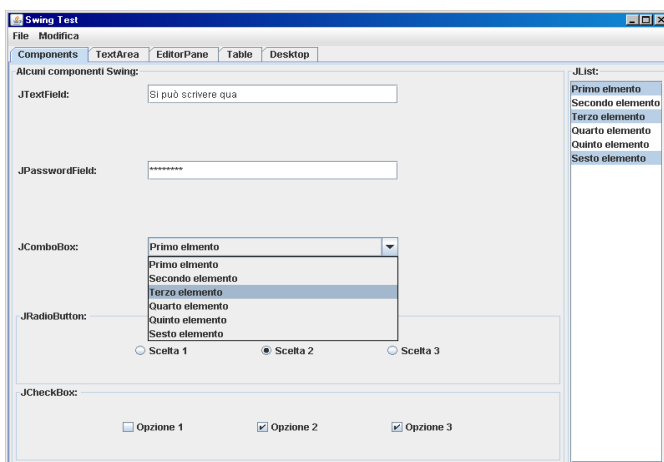 Swing Test
File Modifica
Components TextArea EditorPane Table Desktop
Alcuni componenti Swing:
JTextField:
Si può scrivere qua
JPasswordField:
********
JComboBox:
Primo elmento
Primo elmento
Secondo elemento
Terzo elemento
Quarto elemento
Quinto elemento
Sesto elemento
JRadioButton:
Scelta 1 Scelta 2 Scelta 3
JCheckBox:
Opzione 1 Opzione 2 Opzione 3
JList:
Primo elmento
Secondo elemento
Terzo elemento
Quarto elemento
Quinto elemento
Sesto elemento